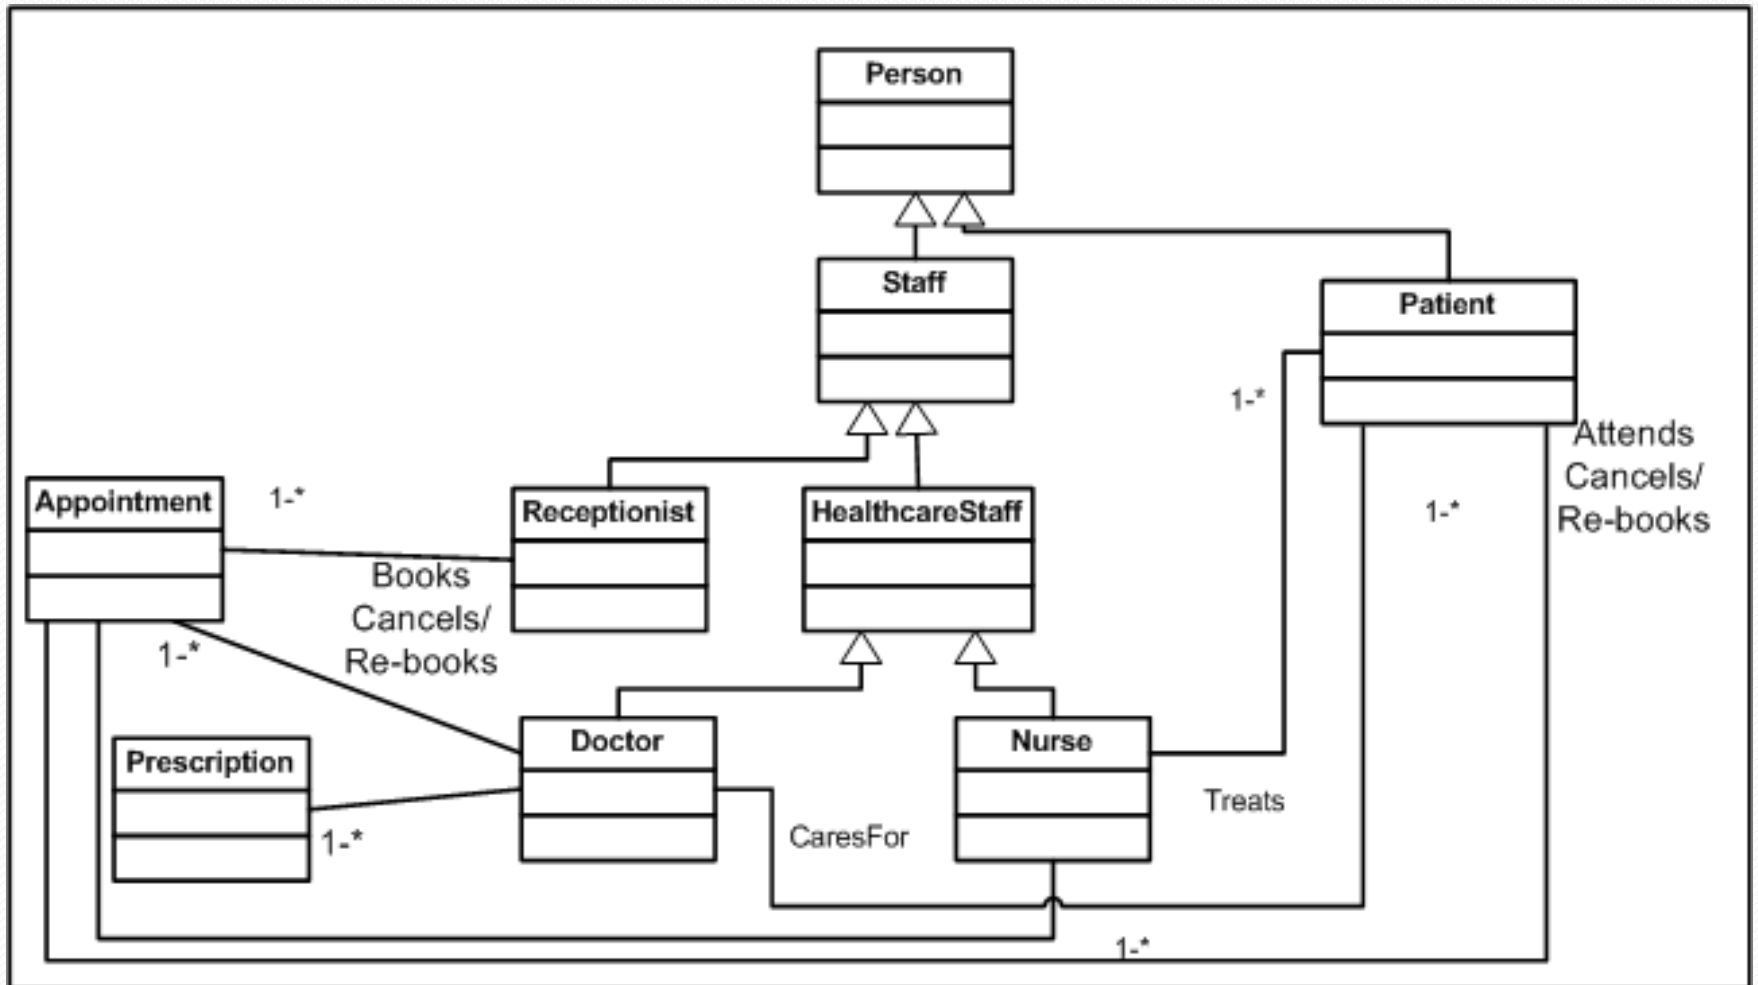 Person
Staff
Patient
1-*
Attends
Cancels/
Re-books
Appointment
1-*
Receptionist
HealthcareStaff
1-*
Books
Cancels/
Re-books
1-*
Doctor
Nurse
Prescription
Treats
1-*
CaresFor
1-*